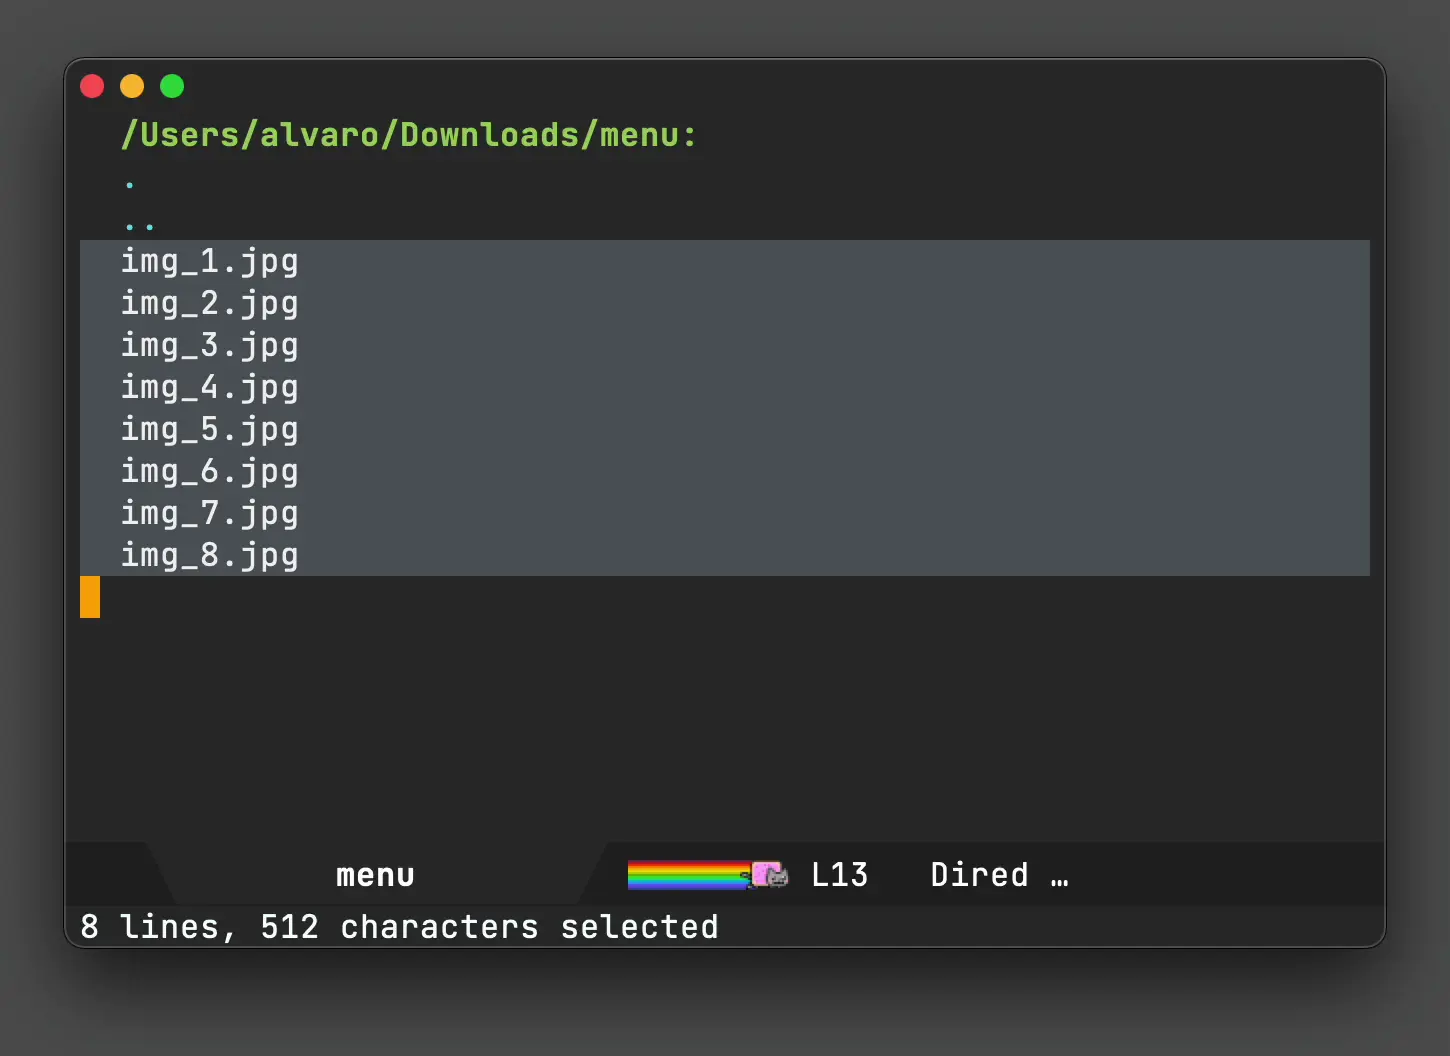 /Users/alvaro/Downloads/menu:
.
..
img_1.jpg
img_2.jpg
img_3.jpg
img_4.jpg
img_5.jpg
img_6.jpg
img_7.jpg
img_8.jpg
menu L13 Dired …
8 lines, 512 characters selected